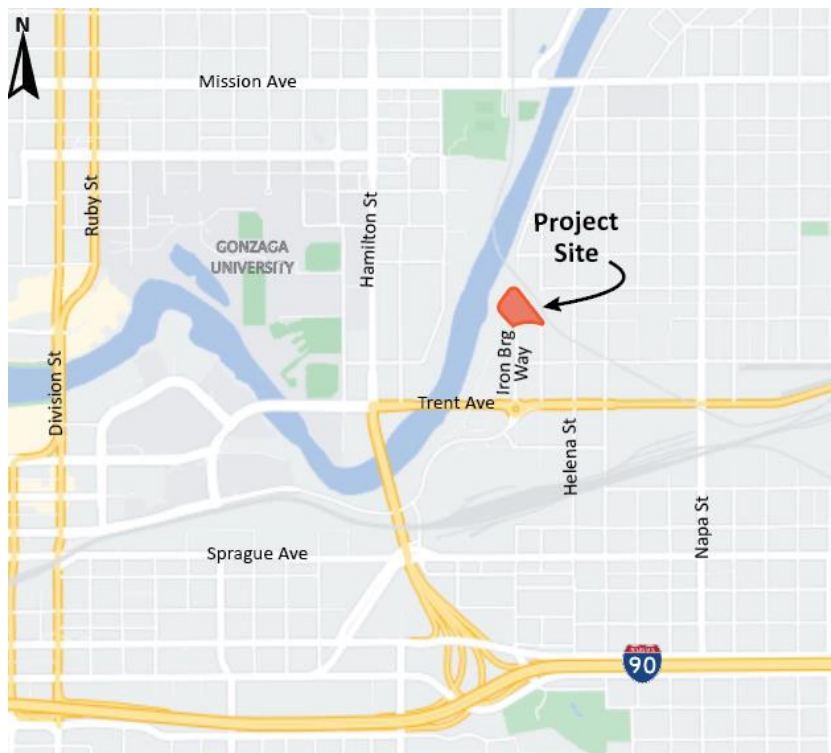 N
Mission Ave
Ruby St
Hamilton St
Project
Site
GONZAGA
UNIVERSITY
Iron Brg
Way
Division St
Trent Ave
Helena St
Napa St
Sprague Ave
90